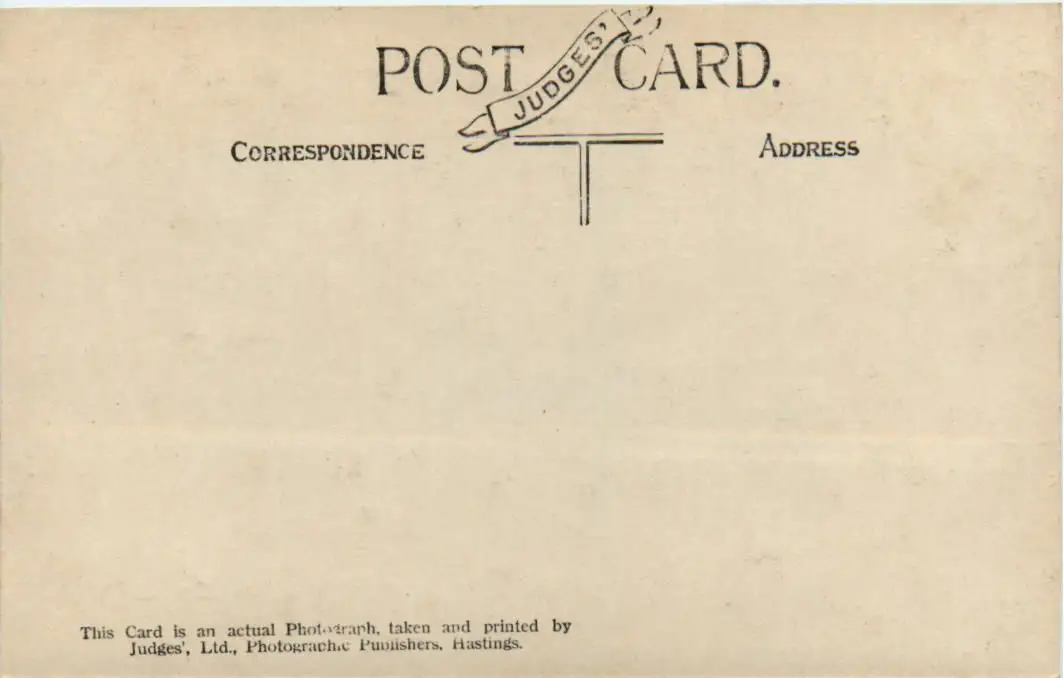 POST CARD.
JUDGES'
CORRESPONDENCE
ADDRESS
This Card is an actual Photograph, taken and printed by
Judges', Ltd., Photographic Publishers, Hastings.